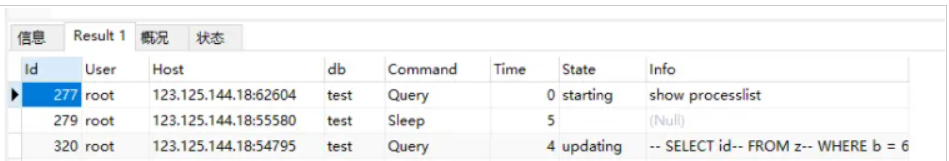 信息 Result 1 概况 状态
Id User Host db Command Time State Info
277 root 123.125.144.18:62604 test Query 0 starting show processlist
279 root 123.125.144.18:55580 test Sleep 5 (Null)
320 root 123.125.144.18:54795 test Query 4 updating -- SELECT id-- FROM z-- WHERE b = 6